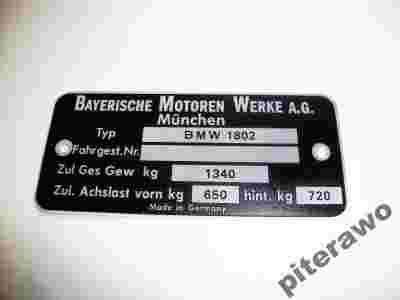 BAYERISCHE MOTOREN WERKE A.G.
München
Typ BMW 1802
Fahrgest.Nr.
Zul Ges Gew kg 1340
Zul. Achslast vorn kg 650 hint. kg 720
Made in Germany
piterawo